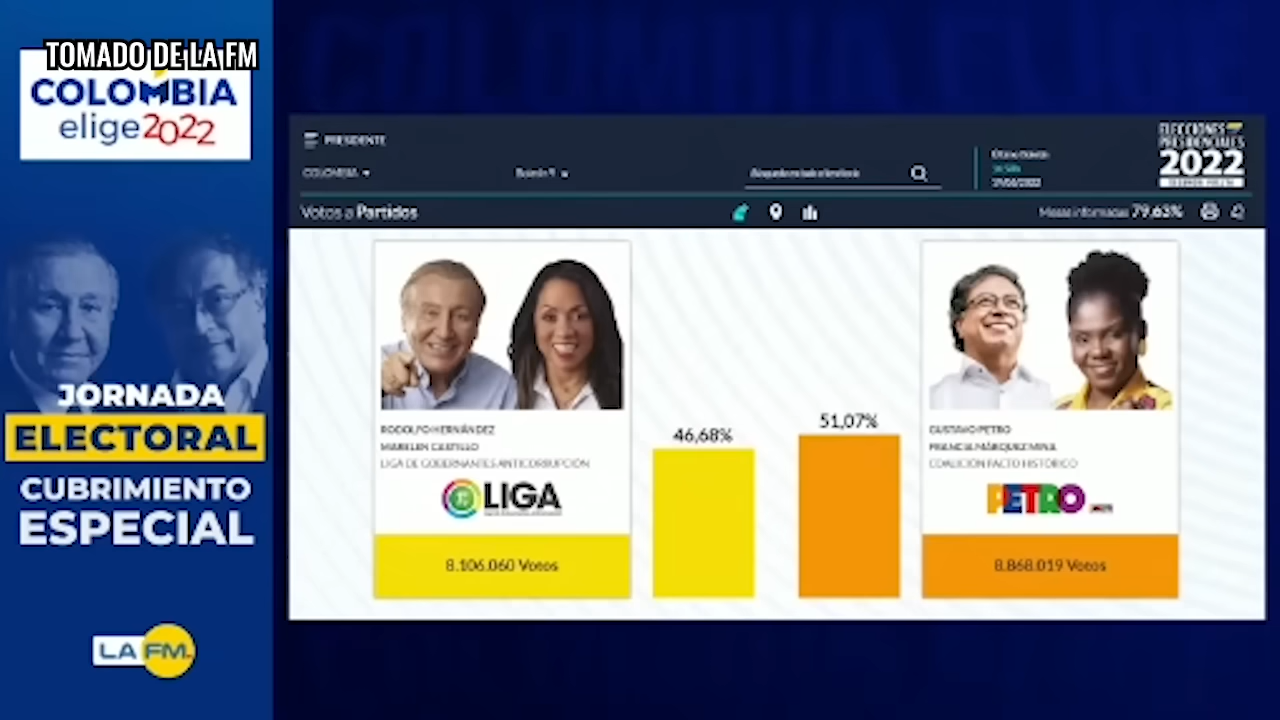 TOMADO DE LA FM
COLOMBIA
elige2022
JORNADA
ELECTORAL
CUBRIMIENTO
ESPECIAL
LA FM.
PRESIDENTE
COLOMBIA
ELECCIONES
PRESIDENCIALES
2022
Votos a Partidos
Mesas informadas 79,63%
46,68%
51,07%
RODOLFO HERNÁNDEZ
MARELEN CASTILLO
LIGA DE GOBERNANTES ANTICORRUPCIÓN
LIGA
8.106.060 Votos
GUSTAVO PETRO
FRANCIA MÁRQUEZ MINA
COALICIÓN PACTO HISTÓRICO
PETRO
8.868.019 Votos